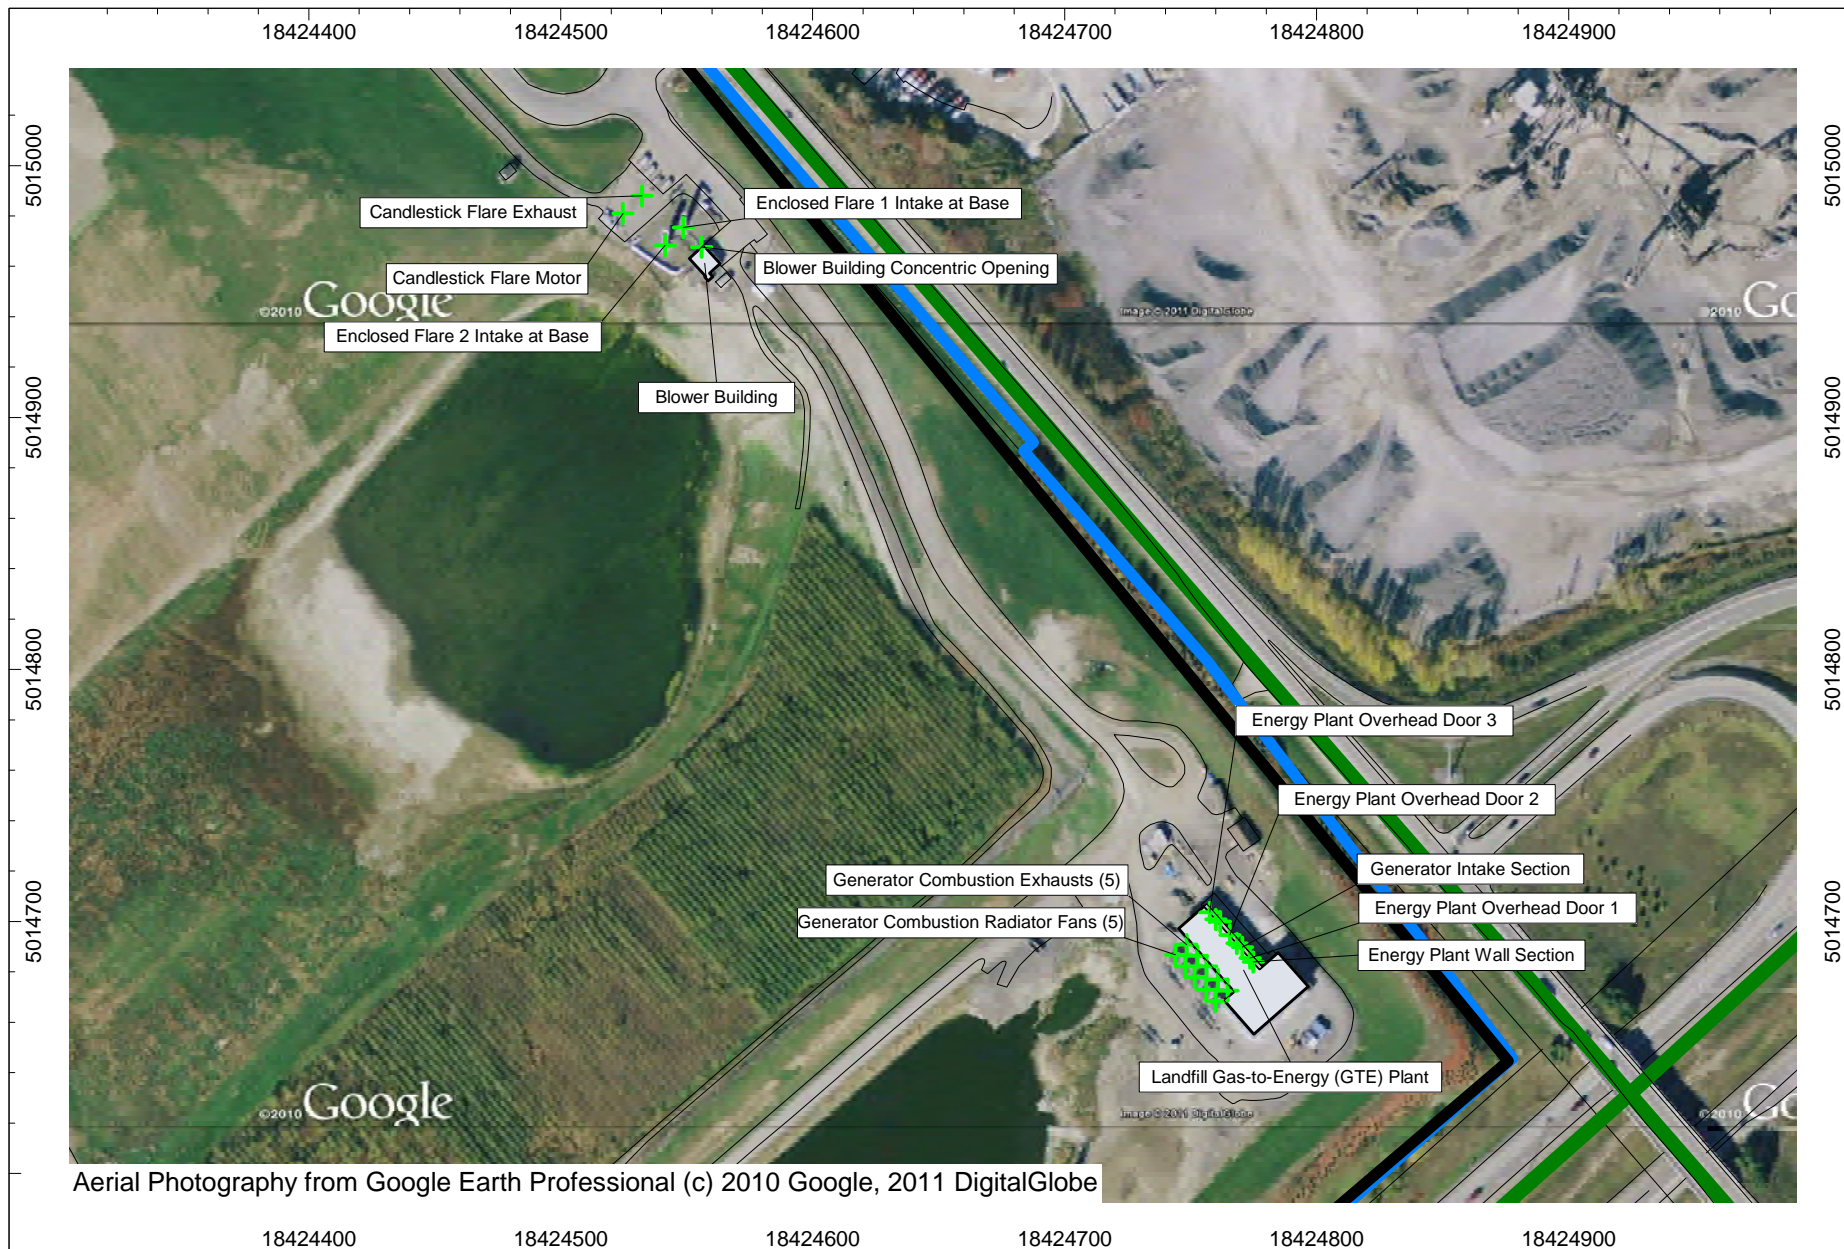 18424400 18424500 18424600 18424700 18424800 18424900
5015000
5015000
Enclosed Flare 1 Intake at Base
Candlestick Flare Exhaust
Blower Building Concentric Opening
Candlestick Flare Motor
©2010 Google
Image © 2011 DigitalGlobe
©2010 Go
Enclosed Flare 2 Intake at Base
Blower Building
5014900
5014900
5014800
5014800
Energy Plant Overhead Door 3
Energy Plant Overhead Door 2
Generator Intake Section
Generator Combustion Exhausts (5)
Energy Plant Overhead Door 1
Generator Combustion Radiator Fans (5)
5014700
5014700
Energy Plant Wall Section
Landfill Gas-to-Energy (GTE) Plant
©2010 Google
Image © 2011 DigitalGlobe
©2010 Go
Aerial Photography from Google Earth Professional (c) 2010 Google, 2011 DigitalGlobe
18424400 18424500 18424600 18424700 18424800 18424900